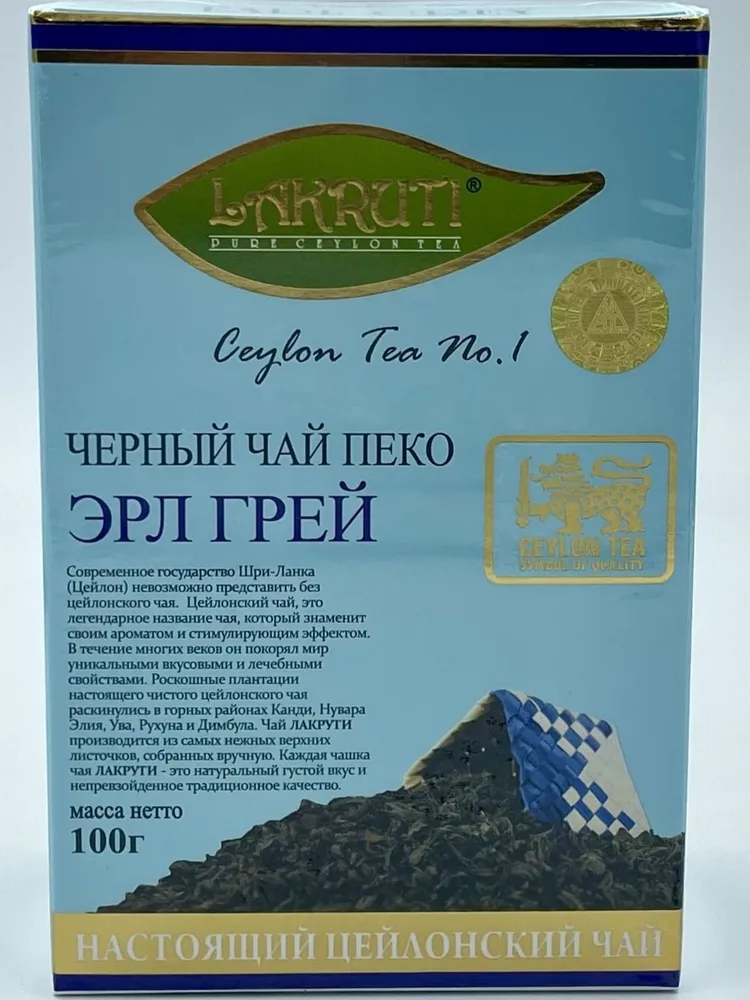 LAKRUTI®
PURE CEYLON TEA
Ceylon Tea No.1
ЧЕРНЫЙ ЧАЙ ПЕКО
ЭРЛ ГРЕЙ
CEYLON TEA
SYMBOL OF QUALITY
Современное государство Шри-Ланка
(Цейлон) невозможно представить без
цейлонского чая. Цейлонский чай, это
легендарное название чая, который знаменит
своим ароматом и стимулирующим эффектом.
В течение многих веков он покорял мир
уникальными вкусовыми и лечебными
свойствами. Роскошные плантации
настоящего чистого цейлонского чая
раскинулись в горных районах Канди, Нувара
Элия, Ува, Рухуна и Димбула. Чай ЛАКРУТИ
производится из самых нежных верхних
листочков, собранных вручную. Каждая чашка
чая ЛАКРУТИ - это натуральный густой вкус и
непревзойденное традиционное качество.
масса нетто
100г
НАСТОЯЩИЙ ЦЕЙЛОНСКИЙ ЧАЙ